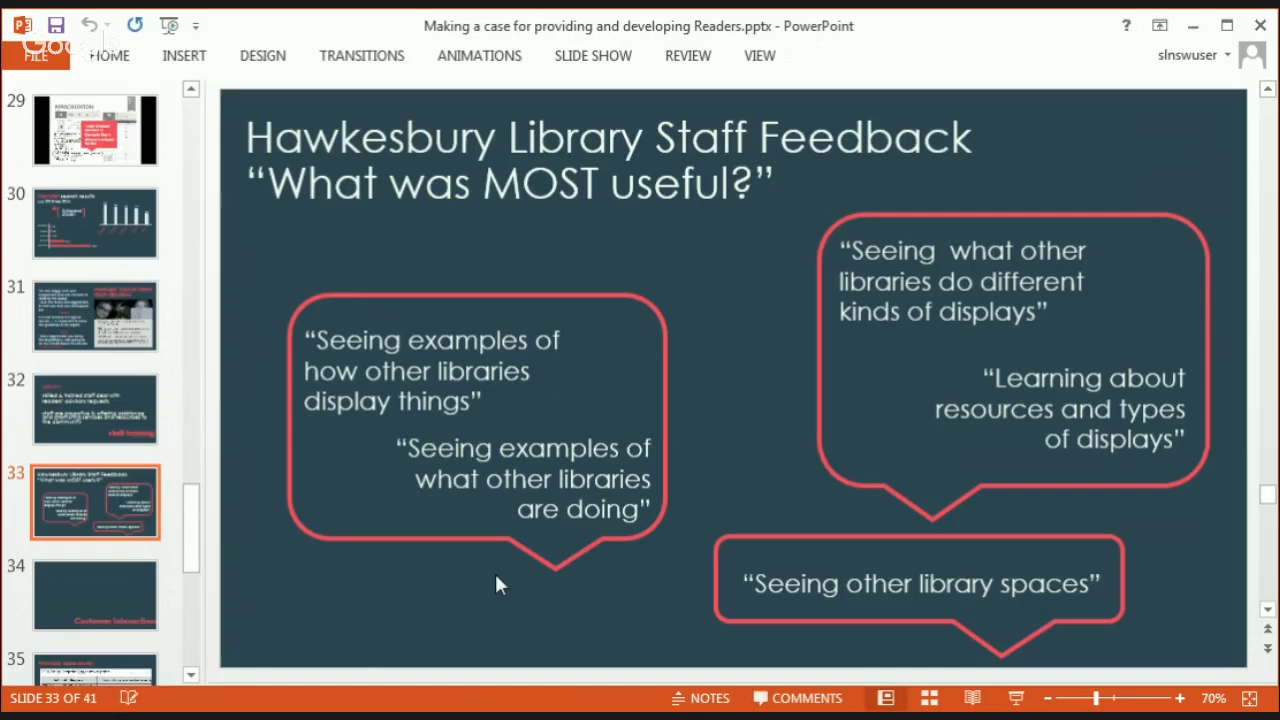 Making a case for providing and developing Readers.pptx - PowerPoint
?
FILE HOME INSERT DESIGN TRANSITIONS ANIMATIONS SLIDE SHOW REVIEW VIEW
slnswuser
29
30
31
32
33
34
Customer Interaction
35
Hawkesbury Library Staff Feedback
“What was MOST useful?”
“Seeing examples of
how other libraries
display things”
“Seeing examples of
what other libraries
are doing”
“Seeing what other
libraries do different
kinds of displays”
“Learning about
resources and types
of displays”
“Seeing other library spaces”
SLIDE 33 OF 41
NOTES
COMMENTS
70%